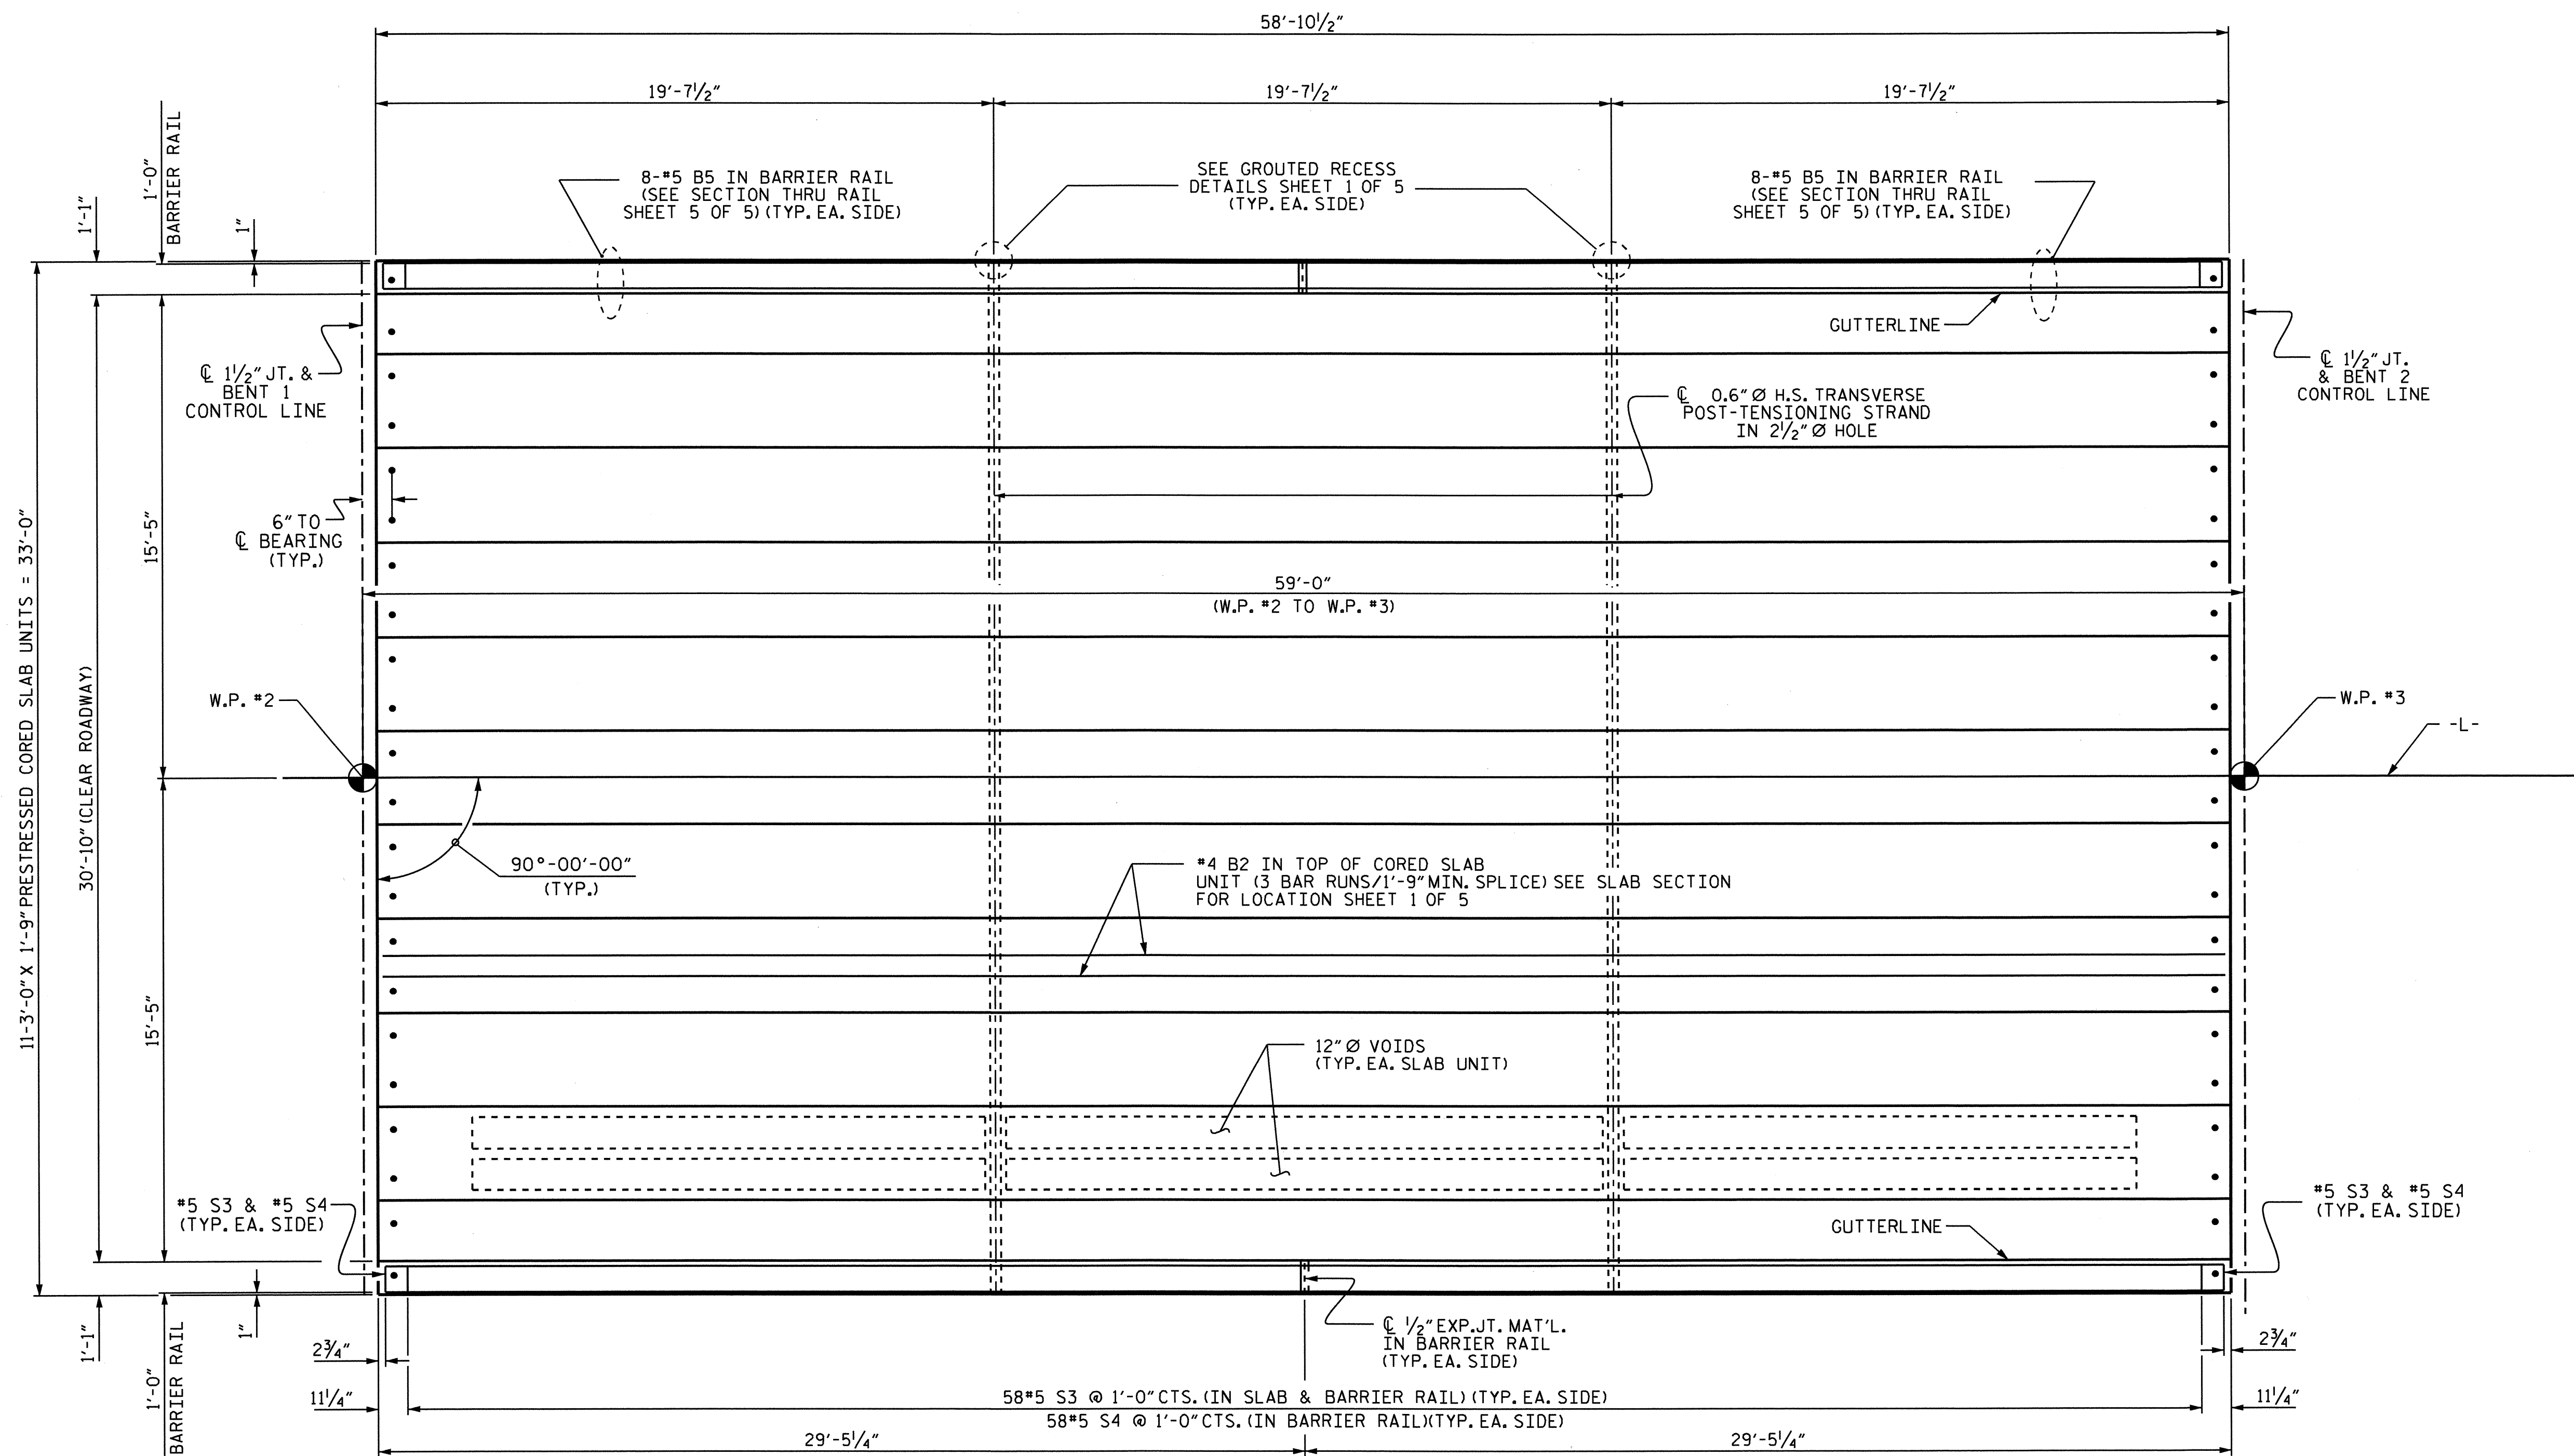 58'-10½"
19'-7½"
19'-7½"
19'-7½"
1'-1"
1'-0"
BARRIER RAIL
1"
8-#5 B5 IN BARRIER RAIL
(SEE SECTION THRU RAIL
SHEET 5 OF 5) (TYP. EA. SIDE)
SEE GROUTED RECESS
DETAILS SHEET 1 OF 5
(TYP. EA. SIDE)
8-#5 B5 IN BARRIER RAIL
(SEE SECTION THRU RAIL
SHEET 5 OF 5) (TYP. EA. SIDE)
GUTTERLINE
℄ 1½" JT. &
BENT 1
CONTROL LINE
℄ 1½" JT.
& BENT 2
CONTROL LINE
℄ 0.6" Ø H.S. TRANSVERSE
POST-TENSIONING STRAND
IN 2½" Ø HOLE
6" TO
℄ BEARING
(TYP.)
15'-5"
11-3'-0" X 1'-9" PRESTRESSED CORED SLAB UNITS = 33'-0"
30'-10" (CLEAR ROADWAY)
59'-0"
(W.P. #2 TO W.P. #3)
W.P. #2
W.P. #3
-L-
90°-00'-00"
(TYP.)
#4 B2 IN TOP OF CORED SLAB
UNIT (3 BAR RUNS/1'-9" MIN. SPLICE) SEE SLAB SECTION
FOR LOCATION SHEET 1 OF 5
15'-5"
12" Ø VOIDS
(TYP. EA. SLAB UNIT)
#5 S3 & #5 S4
(TYP. EA. SIDE)
#5 S3 & #5 S4
(TYP. EA. SIDE)
GUTTERLINE
1'-1"
1'-0"
BARRIER RAIL
1"
℄ ½" EXP. JT. MAT'L.
IN BARRIER RAIL
(TYP. EA. SIDE)
2¾"
2¾"
11¼"
58#5 S3 @ 1'-0" CTS. (IN SLAB & BARRIER RAIL) (TYP. EA. SIDE)
11¼"
58#5 S4 @ 1'-0" CTS. (IN BARRIER RAIL)(TYP. EA. SIDE)
29'-5¼"
29'-5¼"